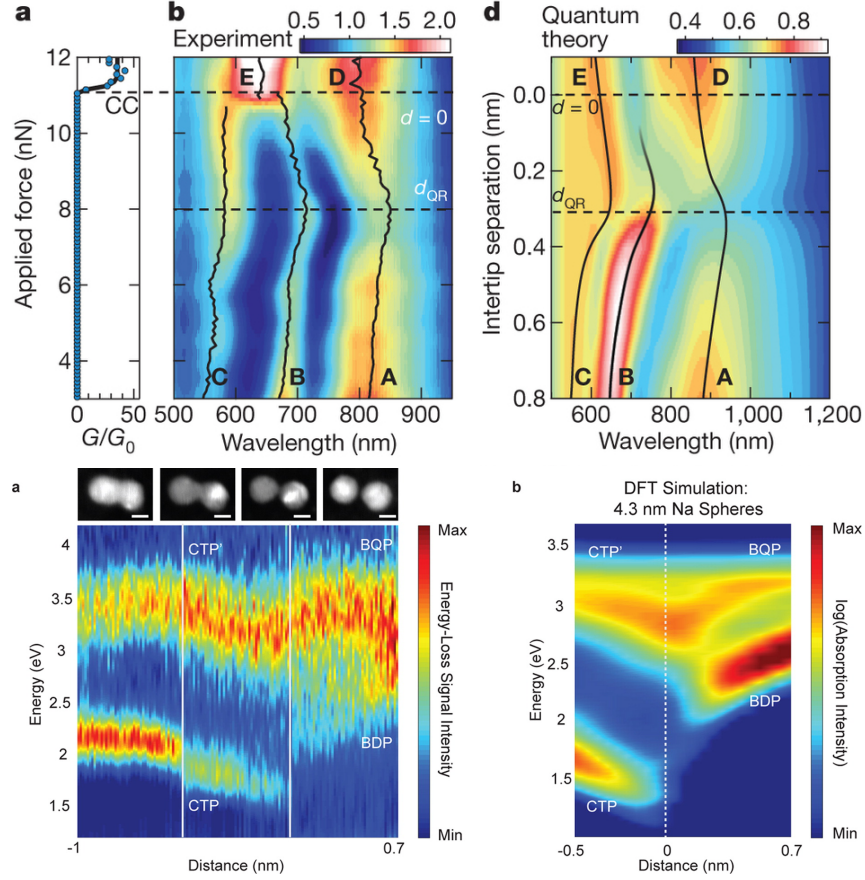 a
b
Experiment
0.5 1.0 1.5 2.0
d
Quantum
theory
0.4 0.6 0.8
12
10
8
6
4
Applied force (nN)
CC
0 50
G/G0
E
D
d = 0
dQR
C
B
A
500 600 700 800 900
Wavelength (nm)
E
D
d = 0
dQR
C
B
A
0.0
0.2
0.4
0.6
0.8
Intertip separation (nm)
600 800 1,000 1,200
Wavelength (nm)
a
4
3.5
3
2.5
2
1.5
Energy (eV)
CTP'
BQP
BDP
CTP
-1 0.7
Distance (nm)
Max
Energy-Loss Signal Intensity
Min
b
DFT Simulation:
4.3 nm Na Spheres
3.5
3
2.5
2
1.5
Energy (eV)
CTP'
BQP
BDP
CTP
-0.5 0 0.7
Distance (nm)
Max
log(Absorption Intensity)
Min